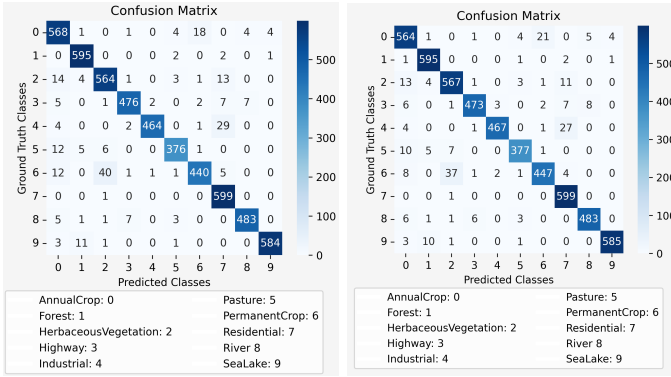 Confusion Matrix
0 568 1 0 1 0 4 18 0 4 4
1 0 595 0 0 0 2 0 2 0 1
2 14 4 564 1 0 3 1 13 0 0
3 5 0 1 476 2 0 2 7 7 0
4 4 0 0 2 464 0 1 29 0 0
5 12 5 6 0 0 376 1 0 0 0
6 12 0 40 1 1 1 440 5 0 0
7 0 0 1 0 0 0 0 599 0 0
8 5 1 1 7 0 3 0 0 483 0
9 3 11 1 0 0 1 0 0 0 584
0 1 2 3 4 5 6 7 8 9
Ground Truth Classes
Predicted Classes
500
400
300
200
100
0
AnnualCrop: 0 Pasture: 5
Forest: 1 PermanentCrop: 6
HerbaceousVegetation: 2 Residential: 7
Highway: 3 River 8
Industrial: 4 SeaLake: 9
Confusion Matrix
0 564 1 0 1 0 4 21 0 5 4
1 1 595 0 0 0 1 0 2 0 1
2 13 4 567 1 0 3 1 11 0 0
3 6 0 1 473 3 0 2 7 8 0
4 4 0 0 1 467 0 1 27 0 0
5 10 5 7 0 0 377 1 0 0 0
6 8 0 37 1 2 1 447 4 0 0
7 0 0 1 0 0 0 0 599 0 0
8 6 1 1 6 0 3 0 0 483 0
9 3 10 1 0 0 1 0 0 0 585
0 1 2 3 4 5 6 7 8 9
Ground Truth Classes
Predicted Classes
0
AnnualCrop: 0 Pasture: 5
Forest: 1 PermanentCrop: 6
HerbaceousVegetation: 2 Residential: 7
Highway: 3 River 8
Industrial: 4 SeaLake: 9